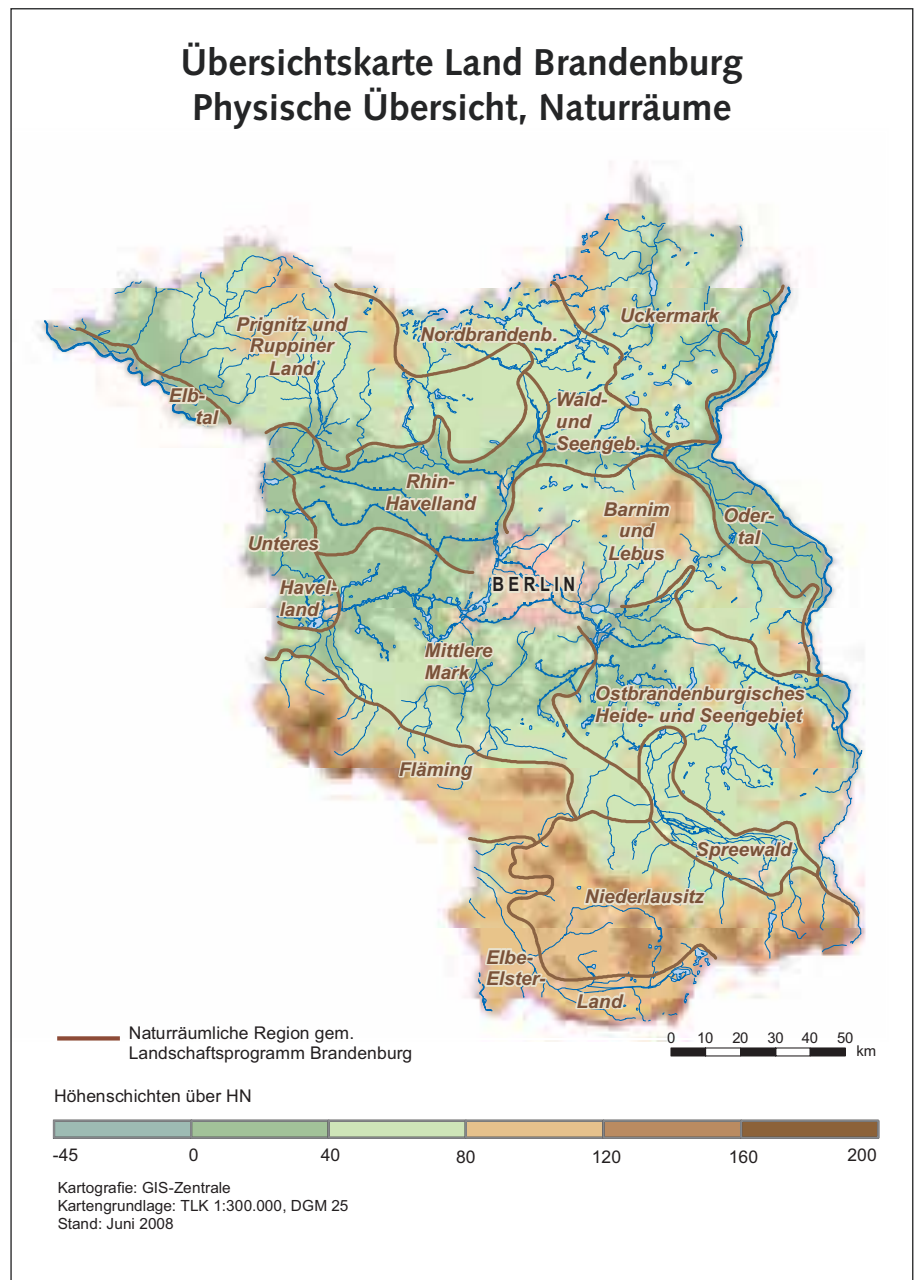 Übersichtskarte Land Brandenburg
Physische Übersicht, Naturräume
Prignitz und
Ruppiner
Land
Nordbrandenb.
Uckermark
Elb-
tal
Wald-
und
Seengeb.
Rhin-
Havelland
Barnim
und
Lebus
Oder-
tal
Unteres
Havel-
land
BERLIN
Mittlere
Mark
Ostbrandenburgisches
Heide- und Seengebiet
Fläming
Spreewald
Niederlausitz
Elbe-
Elster-
Land
Naturräumliche Region gem.
Landschaftsprogramm Brandenburg
0 10 20 30 40 50
km
Höhenschichten über HN
-45 0 40 80 120 160 200
Kartografie: GIS-Zentrale
Kartengrundlage: TLK 1:300.000, DGM 25
Stand: Juni 2008